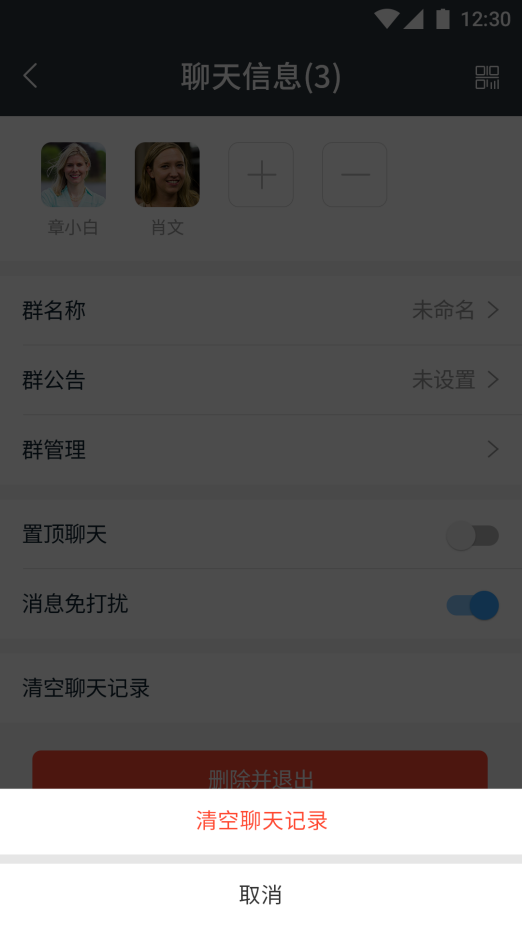 12:30
聊天信息(3)
章小白
肖文
群名称
未命名
群公告
未设置
群管理
置顶聊天
消息免打扰
清空聊天记录
删除并退出
清空聊天记录
取消